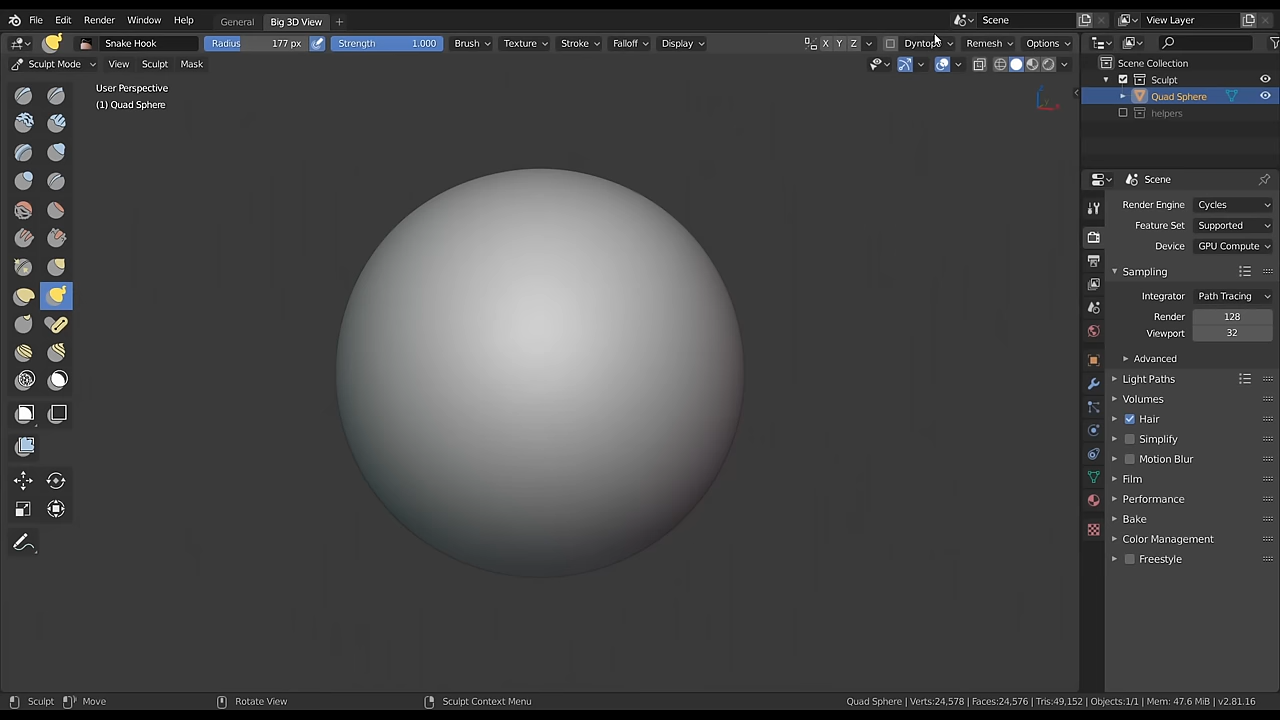 File Edit Render Window Help General Big 3D View + Scene View Layer
Snake Hook Radius 177 px Strength 1.000 Brush Texture Stroke Falloff Display X Y Z Dyntopo Remesh Options
Sculpt Mode View Sculpt Mask
Scene Collection
Sculpt
Quad Sphere
helpers
User Perspective
(1) Quad Sphere
Scene
Render Engine Cycles
Feature Set Supported
Device GPU Compute
Sampling
Integrator Path Tracing
Render 128
Viewport 32
Advanced
Light Paths
Volumes
Hair
Simplify
Motion Blur
Film
Performance
Bake
Color Management
Freestyle
Sculpt Move Rotate View Sculpt Context Menu Quad Sphere | Verts:24,578 | Faces:24,576 | Tris:49,152 | Objects:1/1 | Mem: 47.6 MiB | v2.81.16